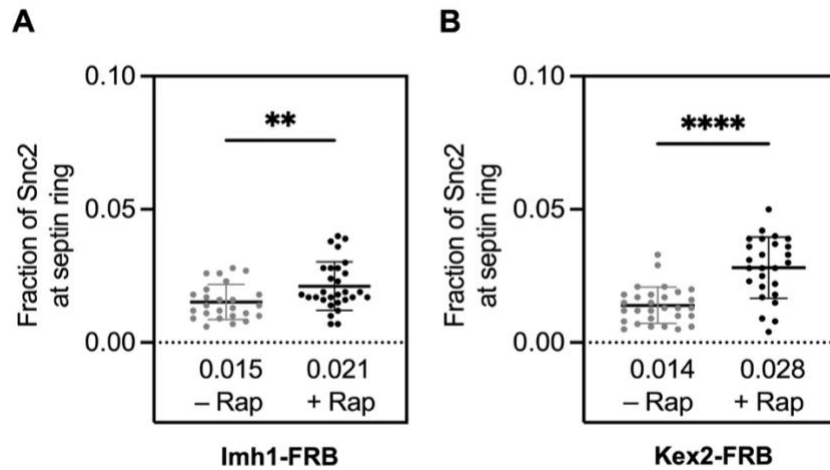 A
Fraction of Snc2
at septin ring
0.10
0.05
0.00
**
0.015 0.021
– Rap + Rap
Imh1-FRB
B
Fraction of Snc2
at septin ring
0.10
0.05
0.00
****
0.014 0.028
– Rap + Rap
Kex2-FRB